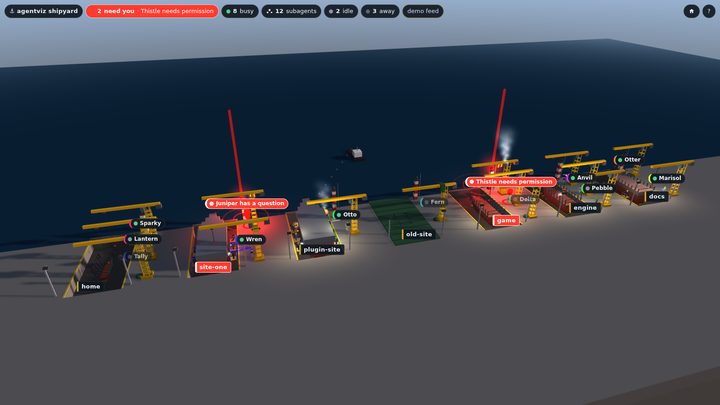 agentviz shipyard
2 need you · Thistle needs permission
8 busy
12 subagents
2 idle
3 away
demo feed
?
Otter
Anvil
Marisol
Thistle needs permission
Pebble
docs
Juniper has a question
Fern
Delta
engine
Otto
game
Sparky
Lantern
Wren
old-site
Tally
plugin-site
site-one
home